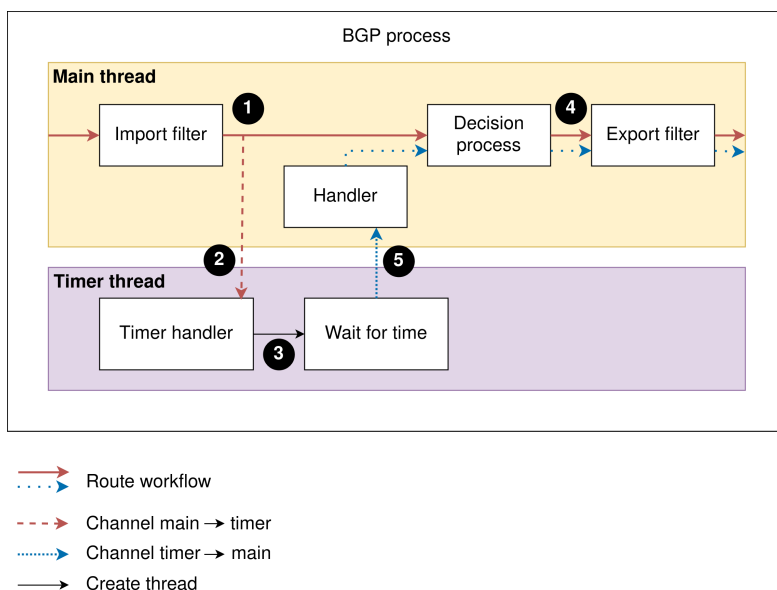 BGP process
Main thread
1
4
Import filter
Decision
process
Export filter
Handler
2
5
Timer thread
Timer handler
3
Wait for time
Route workflow
Channel main → timer
Channel timer → main
Create thread